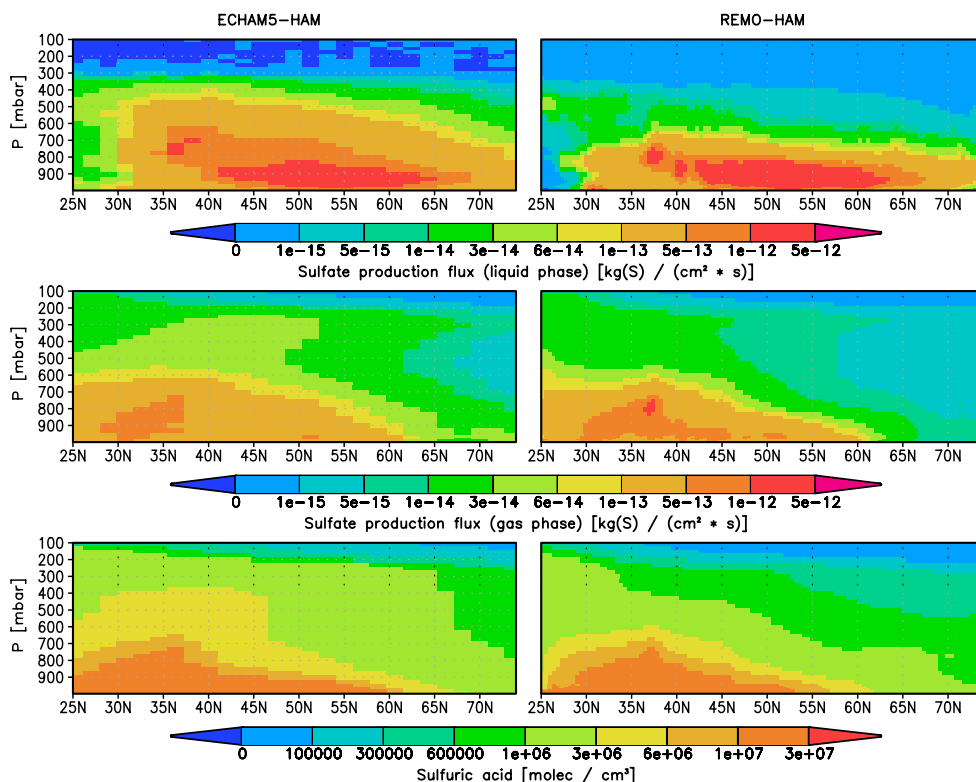 ECHAM5-HAM REMO-HAM
100
200
300
400
500
600
700
800
900
P [mbar]
25N 30N 35N 40N 45N 50N 55N 60N 65N 70N 25N 30N 35N 40N 45N 50N 55N 60N 65N 70N
0 1e-15 5e-15 1e-14 3e-14 6e-14 1e-13 5e-13 1e-12 5e-12
Sulfate production flux (liquid phase) [kg(S) / (cm² * s)]
100
200
300
400
500
600
700
800
900
P [mbar]
25N 30N 35N 40N 45N 50N 55N 60N 65N 70N 25N 30N 35N 40N 45N 50N 55N 60N 65N 70N
0 1e-15 5e-15 1e-14 3e-14 6e-14 1e-13 5e-13 1e-12 5e-12
Sulfate production flux (gas phase) [kg(S) / (cm² * s)]
100
200
300
400
500
600
700
800
900
P [mbar]
25N 30N 35N 40N 45N 50N 55N 60N 65N 70N 25N 30N 35N 40N 45N 50N 55N 60N 65N 70N
0 100000 300000 600000 1e+06 3e+06 6e+06 1e+07 3e+07
Sulfuric acid [molec / cm³]